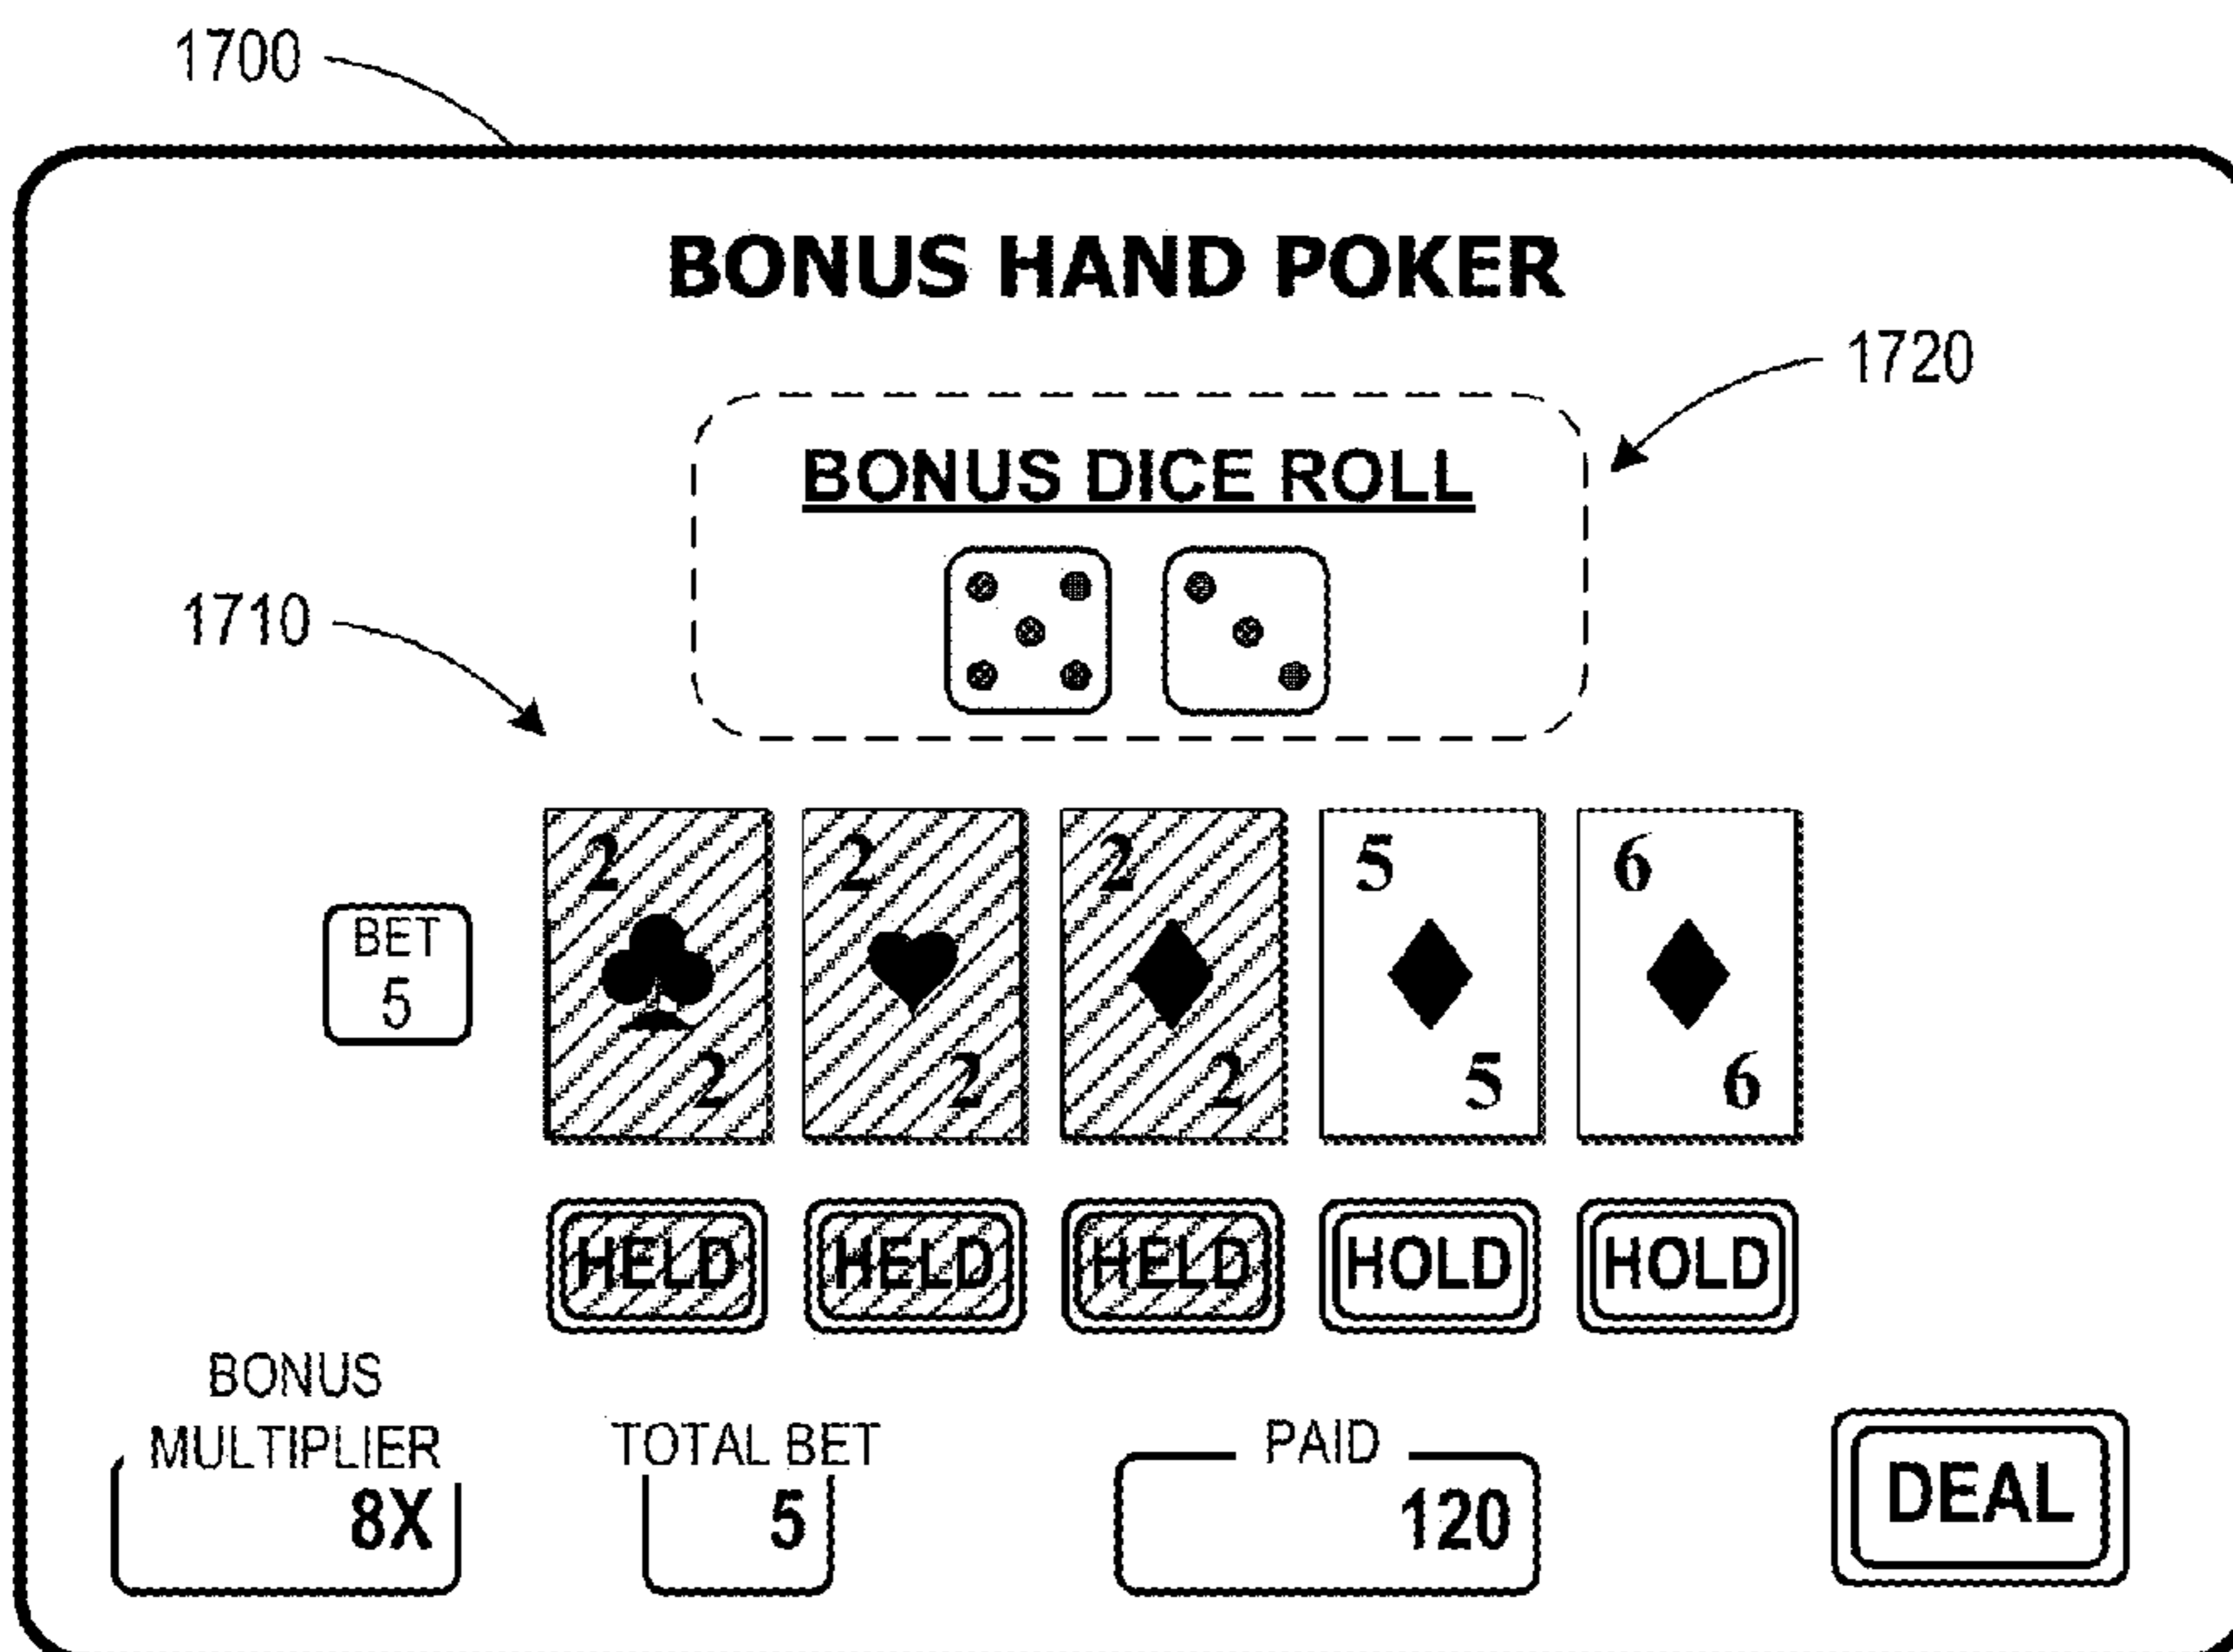 1700
BONUS HAND POKER
1720
BONUS DICE ROLL
1710
2 2 2 5 6
BET
5
2 2 2 5 6
HELD HELD HELD HOLD HOLD
BONUS
MULTIPLIER TOTAL BET PAID
8X 5 120 DEAL